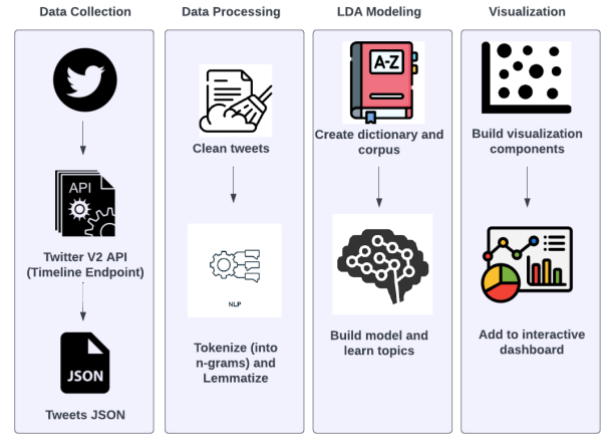 Data Collection
API
Twitter V2 API
(Timeline Endpoint)
JSON
Tweets JSON
Data Processing
Clean tweets
NLP
Tokenize (into
n-grams) and
Lemmatize
LDA Modeling
A-Z
Create dictionary and
corpus
Build model and
learn topics
Visualization
Build visualization
components
Add to interactive
dashboard